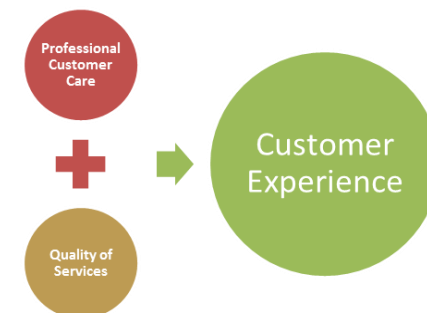 Professional
Customer
Care
Customer
Experience
Quality of
Services